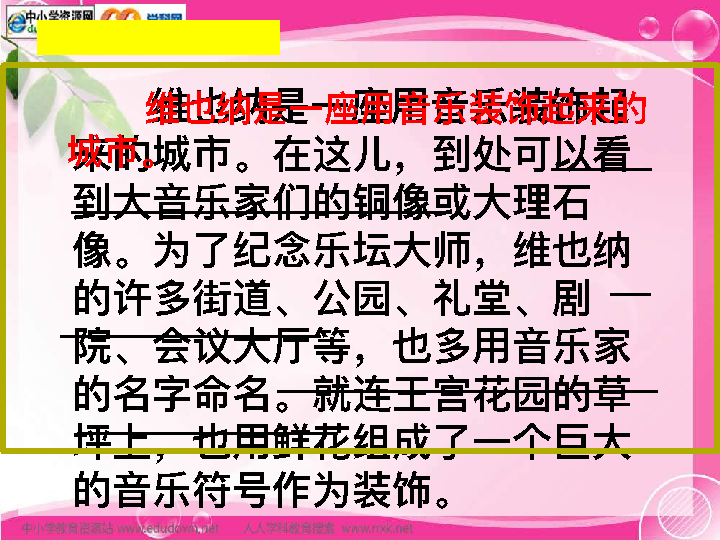 中小学资源网
学科网
维也纳是一座用音乐装饰起来的
城市。
维也纳是一座用音乐装饰起
来的城市。在这儿，到处可以看
到大音乐家们的铜像或大理石
像。为了纪念乐坛大师，维也纳
的许多街道、公园、礼堂、剧
院、会议大厅等，也多用音乐家
的名字命名。就连王宫花园的草
坪上，也用鲜花组成了一个巨大
的音乐符号作为装饰。
中小学教育资源站 www.edudown.net 人人学科教育搜索 www.rrxk.net